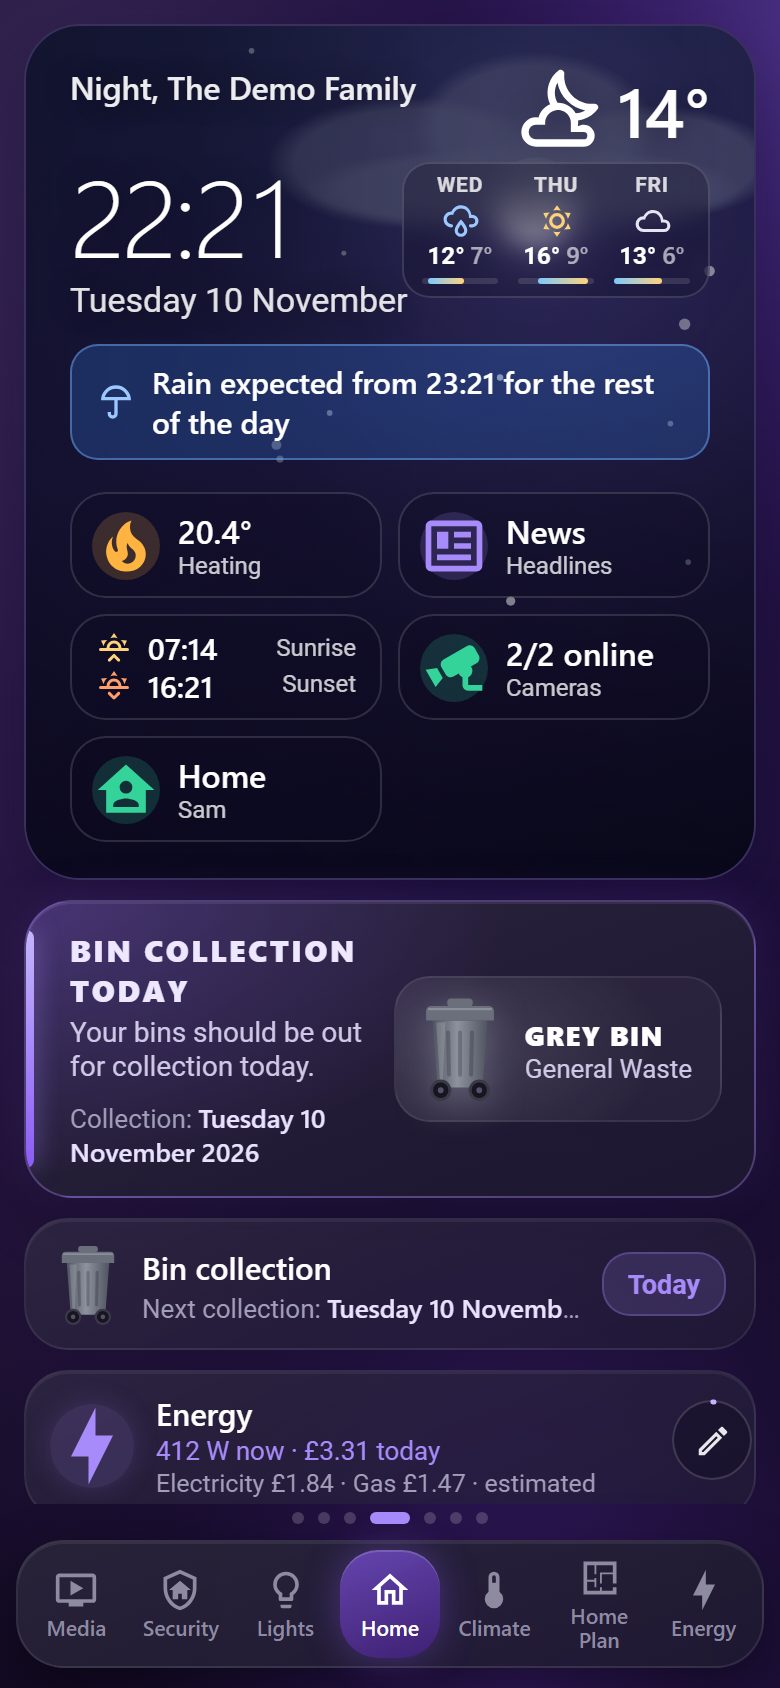 Night, The Demo Family
14°
22:21
Tuesday 10 November
WED THU FRI
12° 7° 16° 9° 13° 6°
Rain expected from 23:21 for the rest
of the day
20.4°
Heating
News
Headlines
07:14 Sunrise
16:21 Sunset
2/2 online
Cameras
Home
Sam
BIN COLLECTION
TODAY
Your bins should be out
for collection today.
Collection: Tuesday 10
November 2026
GREY BIN
General Waste
Bin collection
Next collection: Tuesday 10 Novemb...
Today
Energy
412 W now · £3.31 today
Electricity £1.84 · Gas £1.47 · estimated
Media
Security
Lights
Home
Climate
Home
Plan
Energy